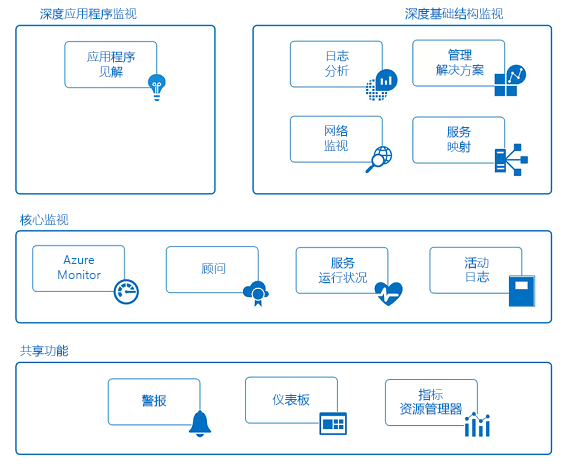 深度应用程序监视
深度基础结构监视
应用程序
见解
日志
分析
管理
解决方案
网络
监视
服务
映射
核心监视
Azure
Monitor
顾问
服务
运行状况
活动
日志
共享功能
警报
仪表板
指标
资源管理器